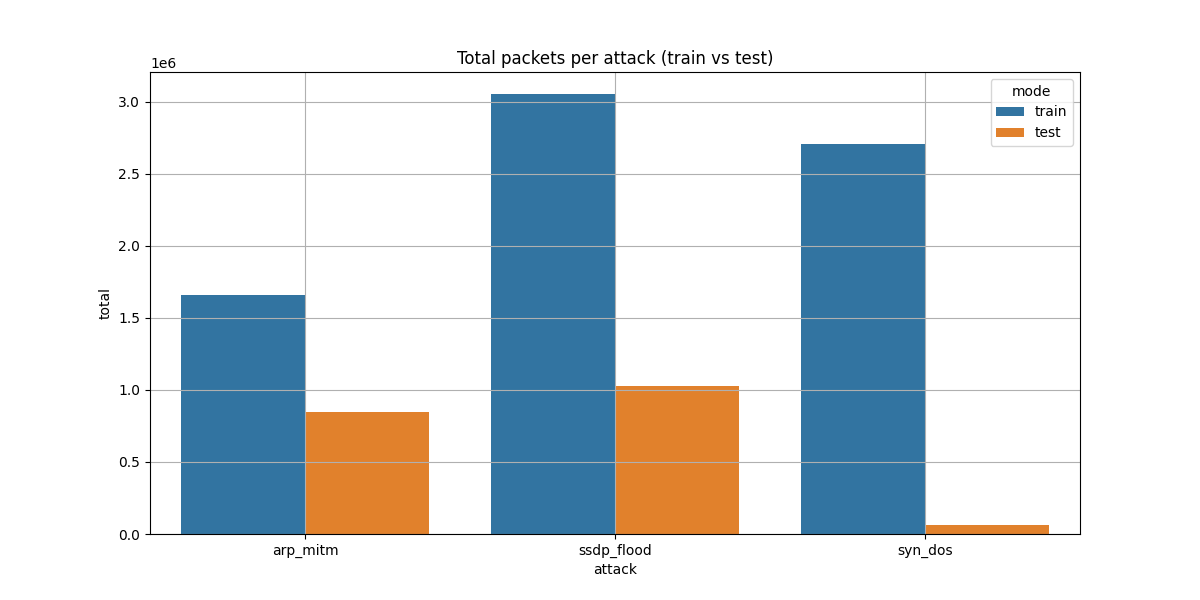 Total packets per attack (train vs test)
1e6
mode
train
test
3.0
2.5
2.0
1.5
1.0
0.5
0.0
total
arp_mitm
ssdp_flood
syn_dos
attack